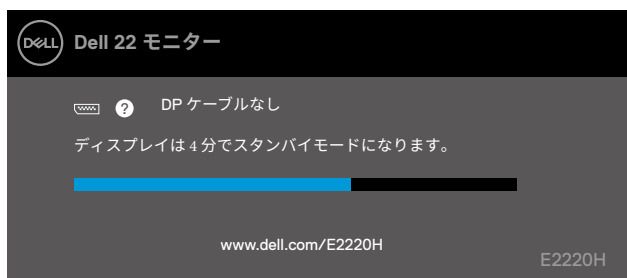 DELL
Dell 22 モニター
? DP ケーブルなし
ディスプレイは 4 分でスタンバイモードになります。
www.dell.com/E2220H
E2220H